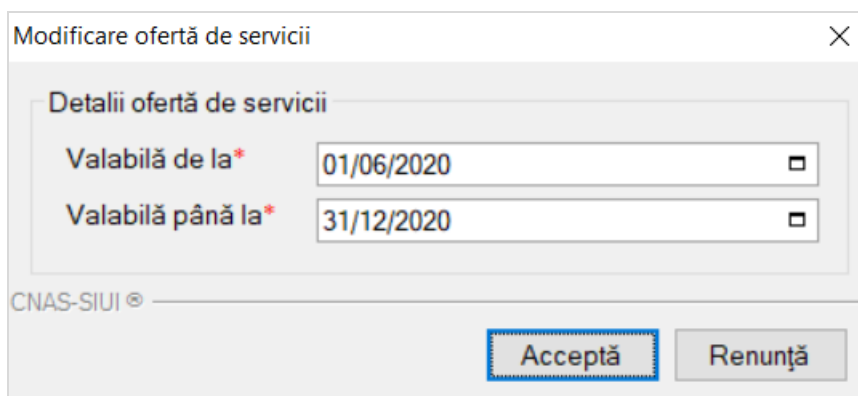 Modificare ofertă de servicii
Detalii ofertă de servicii
Valabilă de la* 01/06/2020
Valabilă până la* 31/12/2020
CNAS-SIUI ®
Acceptă Renunţă